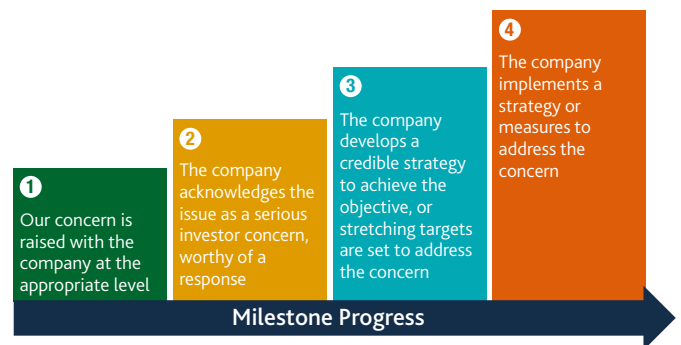 1
Our concern is
raised with the
company at the
appropriate level
2
The company
acknowledges the
issue as a serious
investor concern,
worthy of a
response
3
The company
develops a
credible strategy
to achieve the
objective, or
stretching targets
are set to address
the concern
4
The company
implements a
strategy or
measures to
address the
concern
Milestone Progress